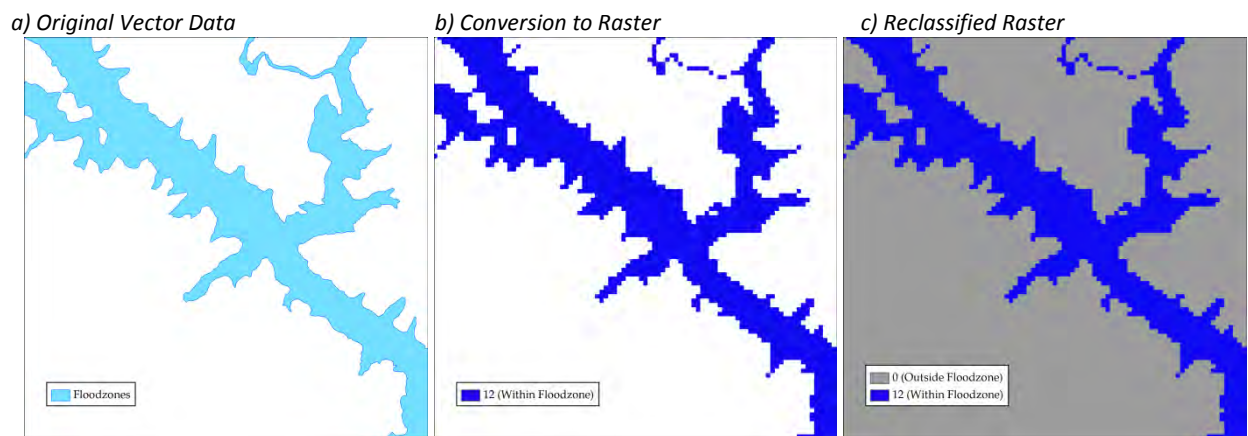 a) Original Vector Data
b) Conversion to Raster
c) Reclassified Raster
Floodzones
12 (Within Floodzone)
0 (Outside Floodzone)
12 (Within Floodzone)